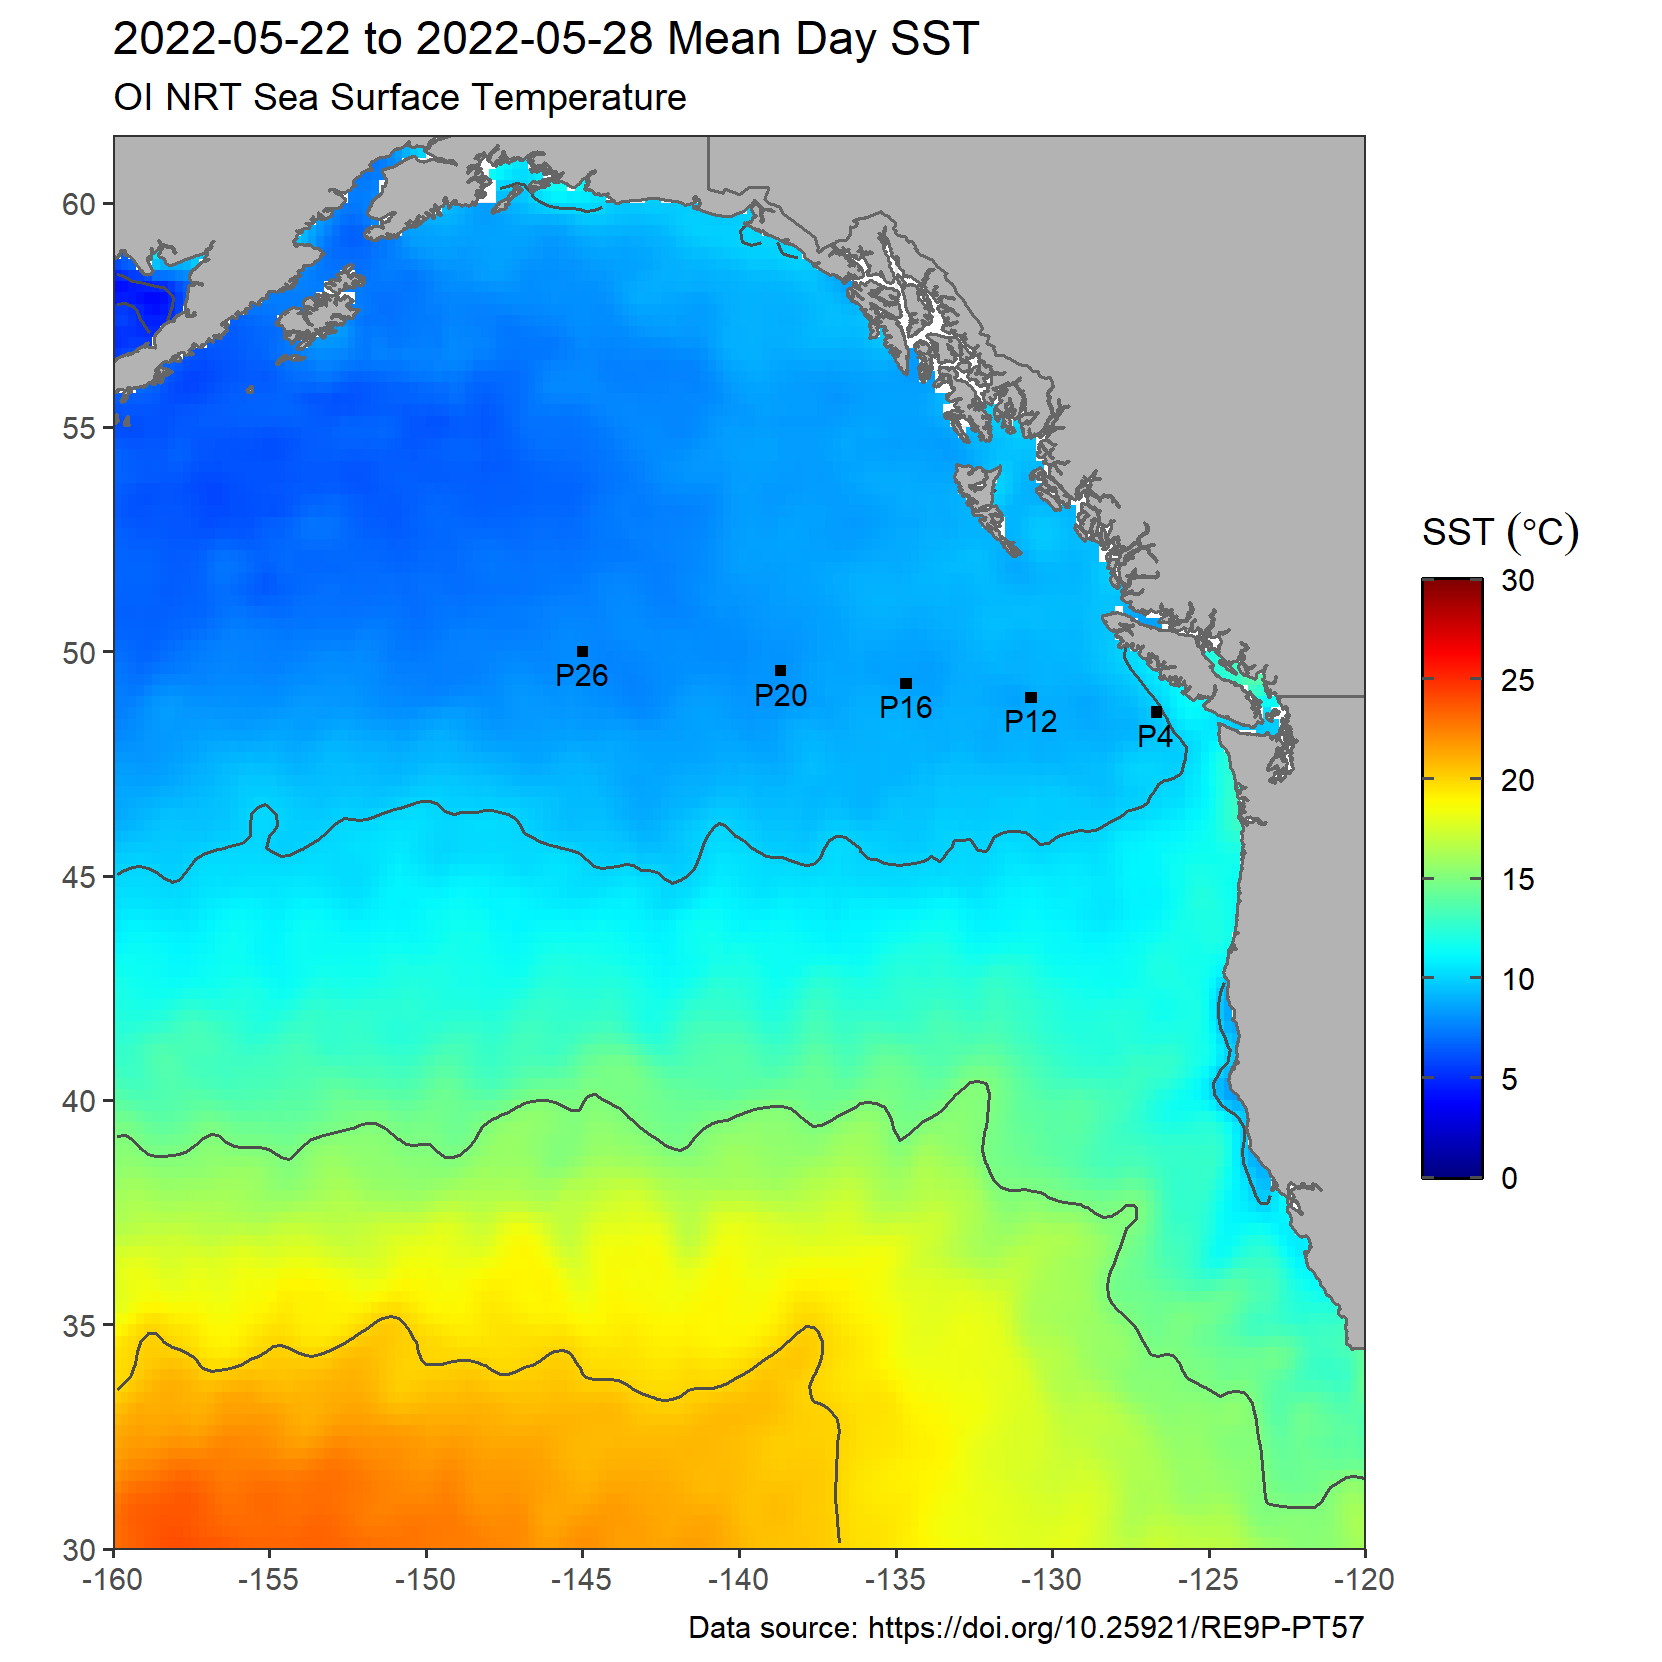 2022-05-22 to 2022-05-28 Mean Day SST
OI NRT Sea Surface Temperature
60
55
50
45
40
35
30
P26
P20
P16
P12
P4
SST (°C)
30
25
20
15
10
5
0
-160
-155
-150
-145
-140
-135
-130
-125
-120
Data source: https://doi.org/10.25921/RE9P-PT57